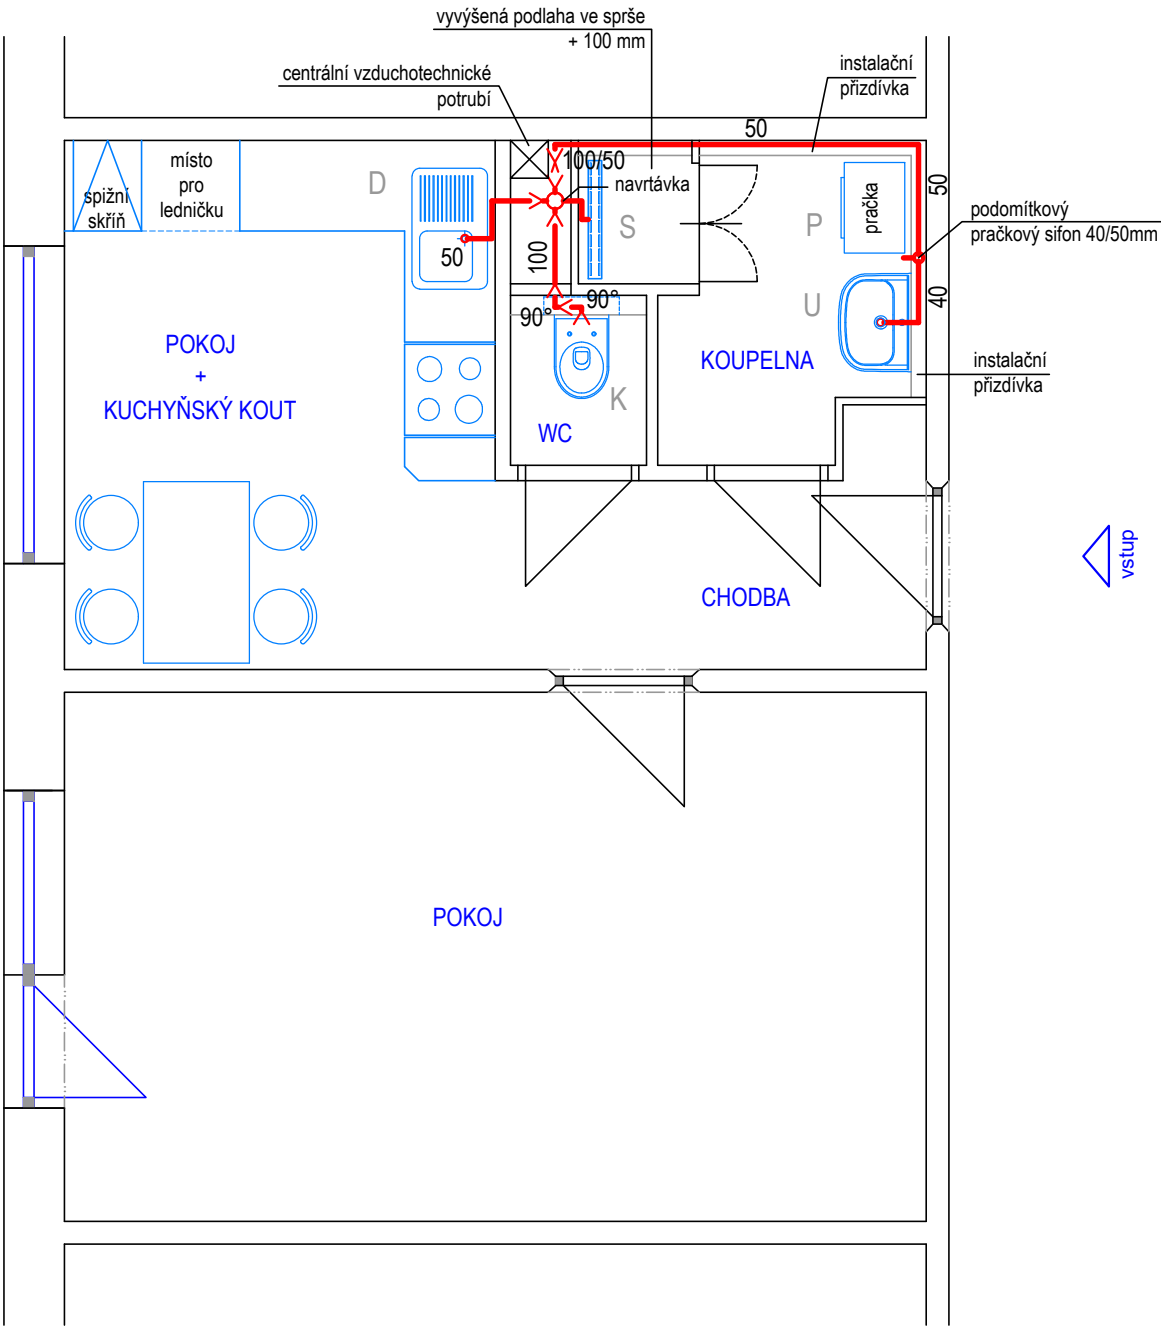 vyvýšená podlaha ve sprše
+ 100 mm
centrální vzduchotechnické
potrubí
instalační
přizdívka
50
místo
pro
ledničku
spižní
skříň
D
100/50
navrtávka
S
P
pračka
50
podomítkový
pračkový sifon 40/50mm
50
100
40
90°
90°
U
POKOJ
+
KUCHYŇSKÝ KOUT
KOUPELNA
instalační
přizdívka
K
WC
vstup
CHODBA
POKOJ